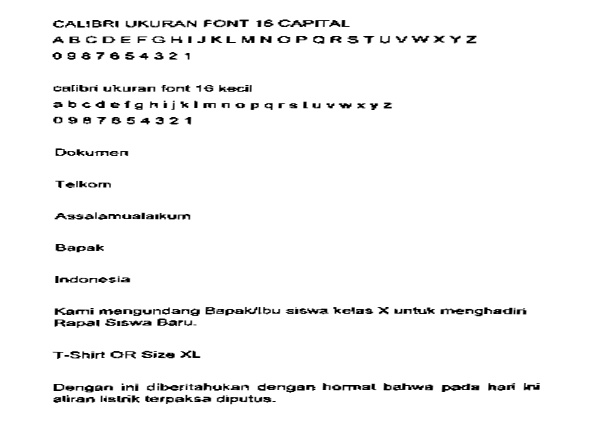 CALIBRI UKURAN FONT 16 CAPITAL
A B C D E F G H I J K L M N O P Q R S T U V W X Y Z
0 9 8 7 6 5 4 3 2 1
calibri ukuran font 16 kecil
a b c d e f g h i j k l m n o p q r s t u v w x y z
0 9 8 7 6 5 4 3 2 1
Dokumen
Telkom
Assalamualaikum
Bapak
Indonesia
Kami mengundang Bapak/Ibu siswa kelas X untuk menghadiri
Rapat Siswa Baru.
T-Shirt OR Size XL
Dengan ini diberitahukan dengan hormat bahwa pada hari ini
aliran listrik terpaksa diputus.